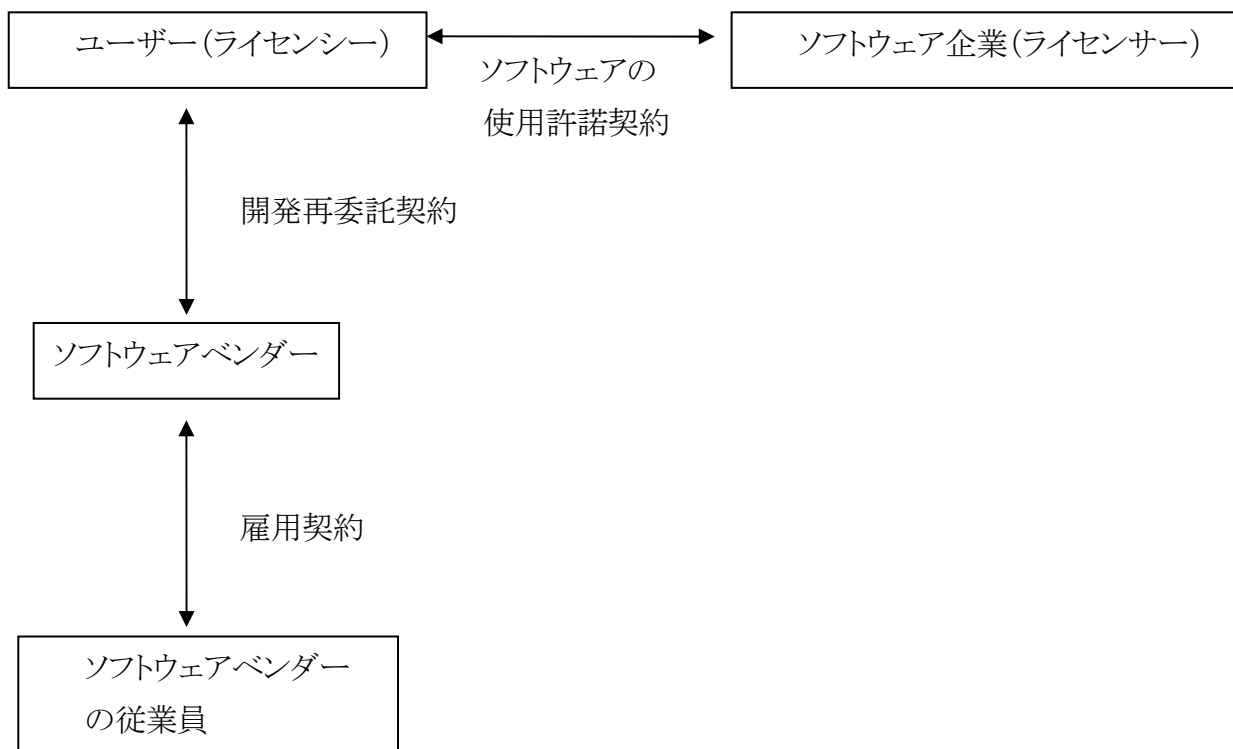 ユーザー(ライセンシー)
ソフトウェア企業(ライセンサー)
ソフトウェアの
使用許諾契約
開発再委託契約
ソフトウェアベンダー
雇用契約
ソフトウェアベンダー
の従業員